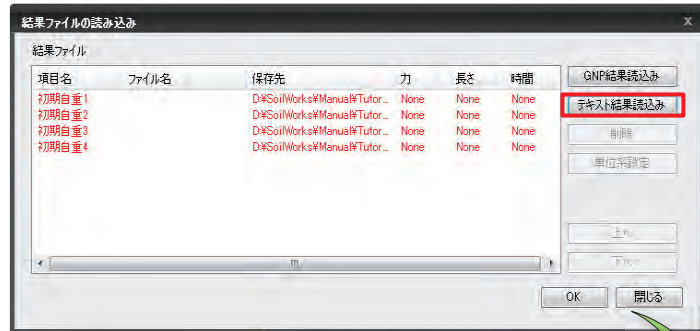 結果ファイルの読み込み x
結果ファイル
項目名 ファイル名 保存先 力 長さ 時間
初期自重1 D:¥SoilWorks¥Manual¥Tutor... None None None
初期自重2 D:¥SoilWorks¥Manual¥Tutor... None None None
初期自重3 D:¥SoilWorks¥Manual¥Tutor... None None None
初期自重4 D:¥SoilWorks¥Manual¥Tutor... None None None
GNP結果読込み
テキスト結果読込み
削除
単位系設定
上へ
下へ
OK 閉じる